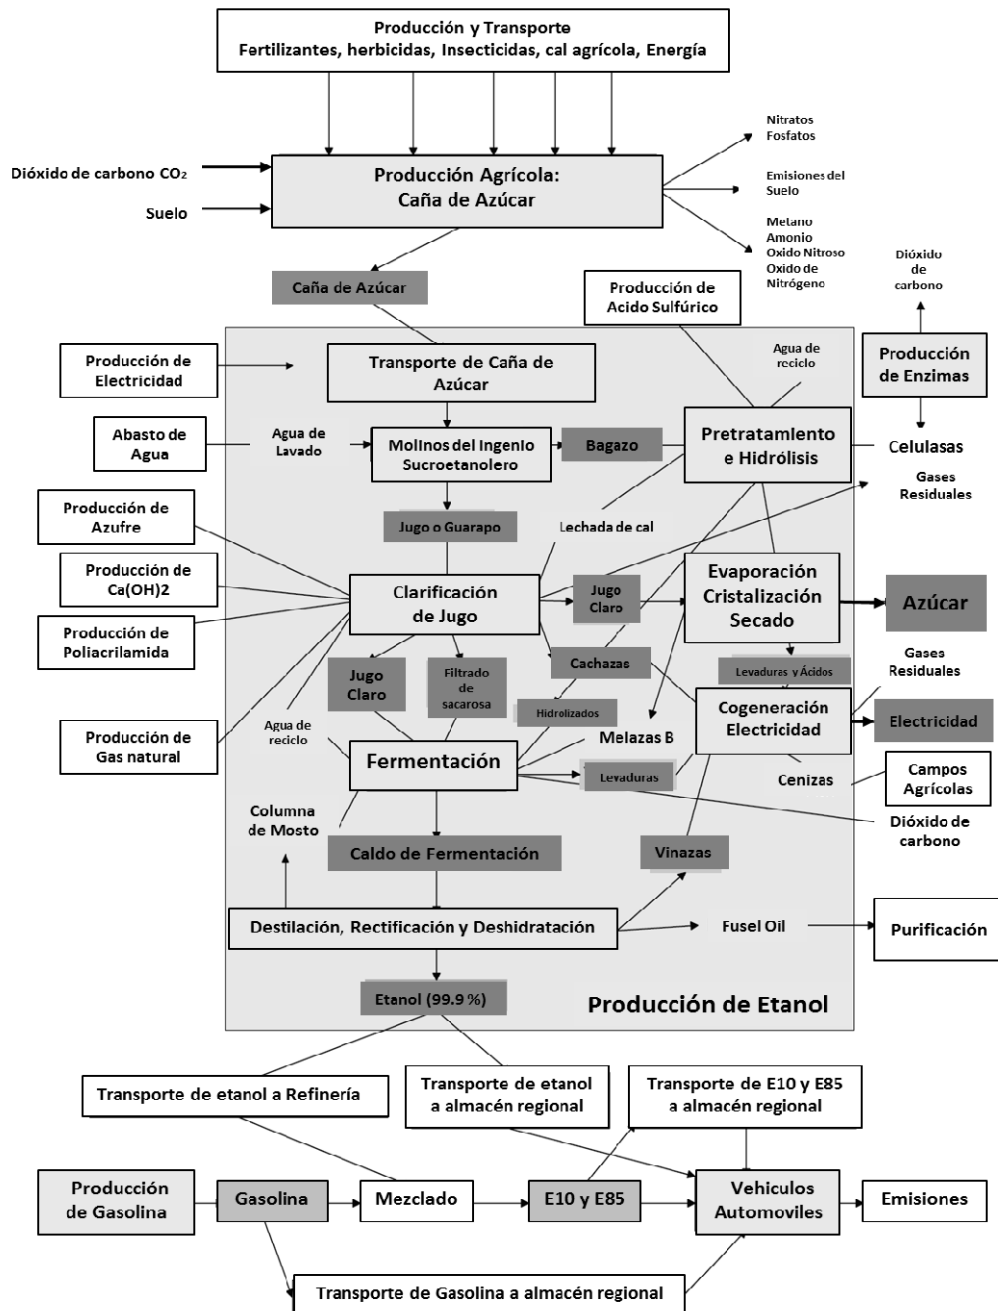 Producción y Transporte
Fertilizantes, herbicidas, Insecticidas, cal agrícola, Energía
Nitratos
Fosfatos
Dióxido de carbono CO₂
Suelo
Producción Agrícola:
Caña de Azúcar
Emisiones del
Suelo
Metano
Amonio
Oxido Nitroso
Oxido de
Nitrógeno
Dióxido
de
carbono
Caña de Azúcar
Producción de
Acido Sulfúrico
Producción de
Electricidad
Transporte de Caña de
Azúcar
Agua de
reciclo
Producción
de Enzimas
Abasto de
Agua
Agua de
Lavado
Molinos del Ingenio
Sucroetanolero
Bagazo
Pretratamiento
e Hidrólisis
Celulasas
Gases
Residuales
Producción de
Azufre
Jugo o Guarapo
Lechada de cal
Producción de
Ca(OH)2
Clarificación
de Jugo
Jugo
Claro
Evaporación
Cristalización
Secado
Azúcar
Producción de
Poliacrilamida
Jugo
Claro
Filtrado
de
sacarosa
Cachazas
Levaduras y Ácidos
Gases
Residuales
Hidrolizados
Cogeneración
Electricidad
Electricidad
Producción de
Gas natural
Agua de
reciclo
Fermentación
Melazas B
Levaduras
Cenizas
Campos
Agrícolas
Columna
de Mosto
Dióxido de
carbono
Caldo de Fermentación
Vinazas
Destilación, Rectificación y Deshidratación
Fusel Oil
Purificación
Etanol (99.9 %)
Producción de Etanol
Transporte de etanol a Refinería
Transporte de etanol
a almacén regional
Transporte de E10 y E85
a almacén regional
Producción
de Gasolina
Gasolina
Mezclado
E10 y E85
Vehiculos
Automoviles
Emisiones
Transporte de Gasolina a almacén regional